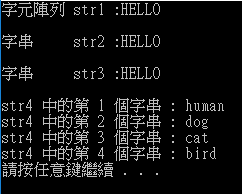 字元陣列 str1 :HELLO
字串     str2 :HELLO
字串     str3 :HELLO
str4 中的第 1 個字串 : human
str4 中的第 2 個字串 : dog
str4 中的第 3 個字串 : cat
str4 中的第 4 個字串 : bird
請按任意鍵繼續 . . .